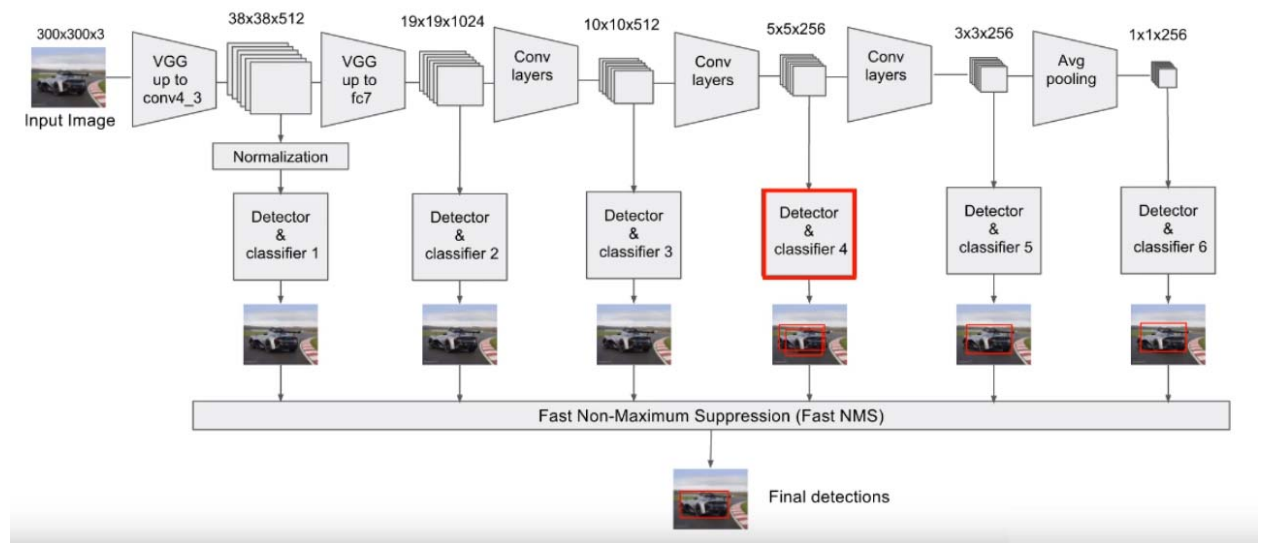 300x300x3
38x38x512
19x19x1024
10x10x512
5x5x256
3x3x256
1x1x256
VGG
up to
conv4_3
VGG
up to
fc7
Conv
layers
Conv
layers
Conv
layers
Avg
pooling
Input Image
Normalization
Detector
&
classifier 1
Detector
&
classifier 2
Detector
&
classifier 3
Detector
&
classifier 4
Detector
&
classifier 5
Detector
&
classifier 6
Fast Non-Maximum Suppression (Fast NMS)
Final detections